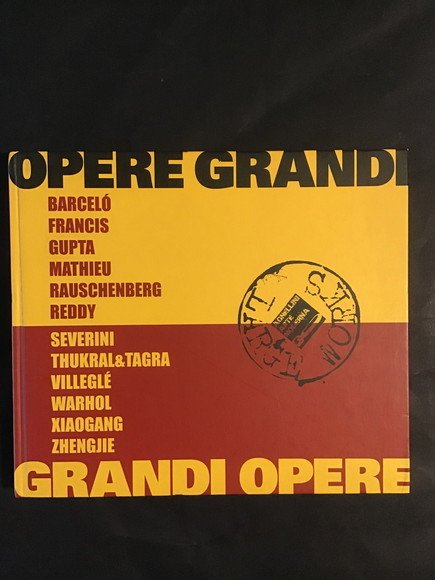 OPERE GRANDI
BARCELÓ
FRANCIS
GUPTA
MATHIEU
RAUSCHENBERG
REDDY
SEVERINI
THUKRAL&TAGRA
VILLEGLÉ
WARHOL
XIAOGANG
ZHENGJIE
GRANDI OPERE